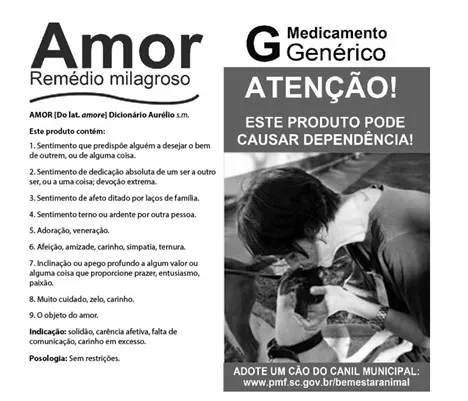 Amor
Remédio milagroso
AMOR [Do lat. amore] Dicionário Aurélio s.m.
Este produto contém:
1. Sentimento que predispõe alguém a desejar o bem
de outrem, ou de alguma coisa.
2. Sentimento de dedicação absoluta de um ser a outro
ser, ou a uma coisa; devoção extrema.
3. Sentimento de afeto ditado por laços de família.
4. Sentimento terno ou ardente por outra pessoa.
5. Adoração, veneração.
6. Afeição, amizade, carinho, simpatia, ternura.
7. Inclinação ou apego profundo a algum valor ou
alguma coisa que proporcione prazer, entusiasmo,
paixão.
8. Muito cuidado, zelo, carinho.
9. O objeto do amor.
Indicação: solidão, carência afetiva, falta de
comunicação, carinho em excesso.
Posologia: Sem restrições.
G Medicamento
Genérico
ATENÇÃO!
ESTE PRODUTO PODE
CAUSAR DEPENDÊNCIA!
ADOTE UM CÃO DO CANIL MUNICIPAL:
www.pmf.sc.gov.br/bemestaranimal